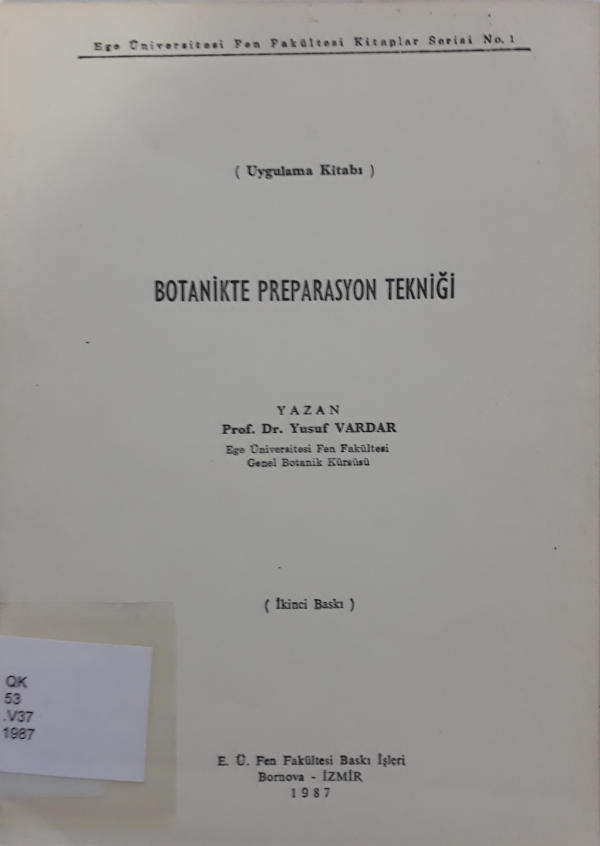 Ege Üniversitesi Fen Fakültesi Kitaplar Serisi No. 1
( Uygulama Kitabı )
BOTANİKTE PREPARASYON TEKNİĞİ
YAZAN
Prof. Dr. Yusuf VARDAR
Ege Üniversitesi Fen Fakültesi
Genel Botanik Kürsüsü
( İkinci Baskı )
QK
53
.V37
1987
E. Ü. Fen Fakültesi Baskı İşleri
Bornova - İZMİR
1987